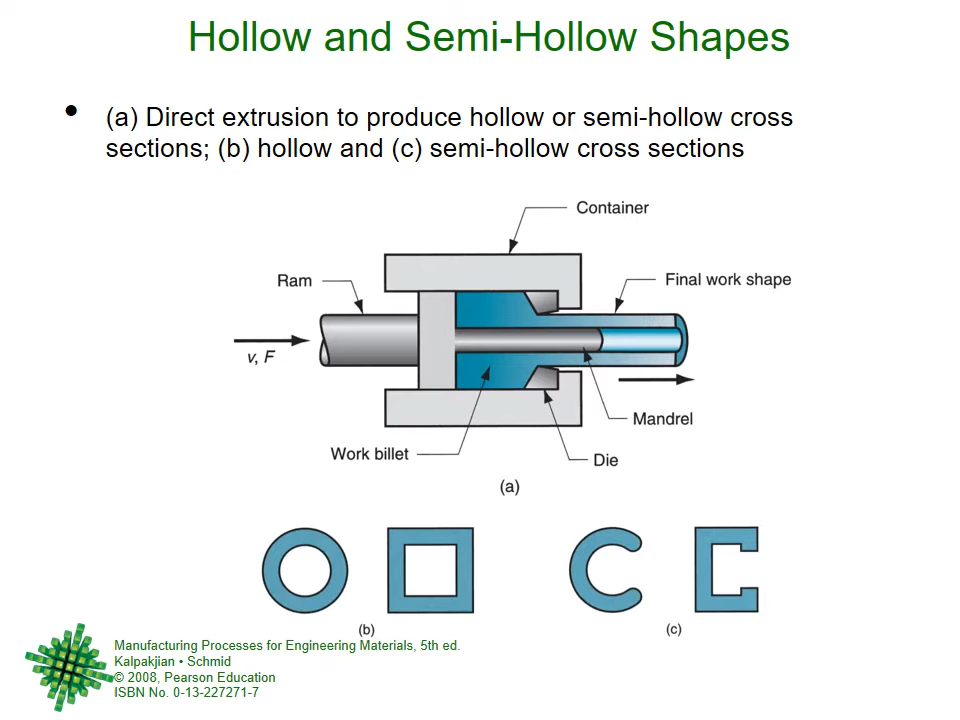 Hollow and Semi-Hollow Shapes
• (a) Direct extrusion to produce hollow or semi-hollow cross
sections; (b) hollow and (c) semi-hollow cross sections
Container
Ram
Final work shape
v, F
Mandrel
Work billet
Die
(a)
(b)
(c)
Manufacturing Processes for Engineering Materials, 5th ed.
Kalpakjian • Schmid
© 2008, Pearson Education
ISBN No. 0-13-227271-7